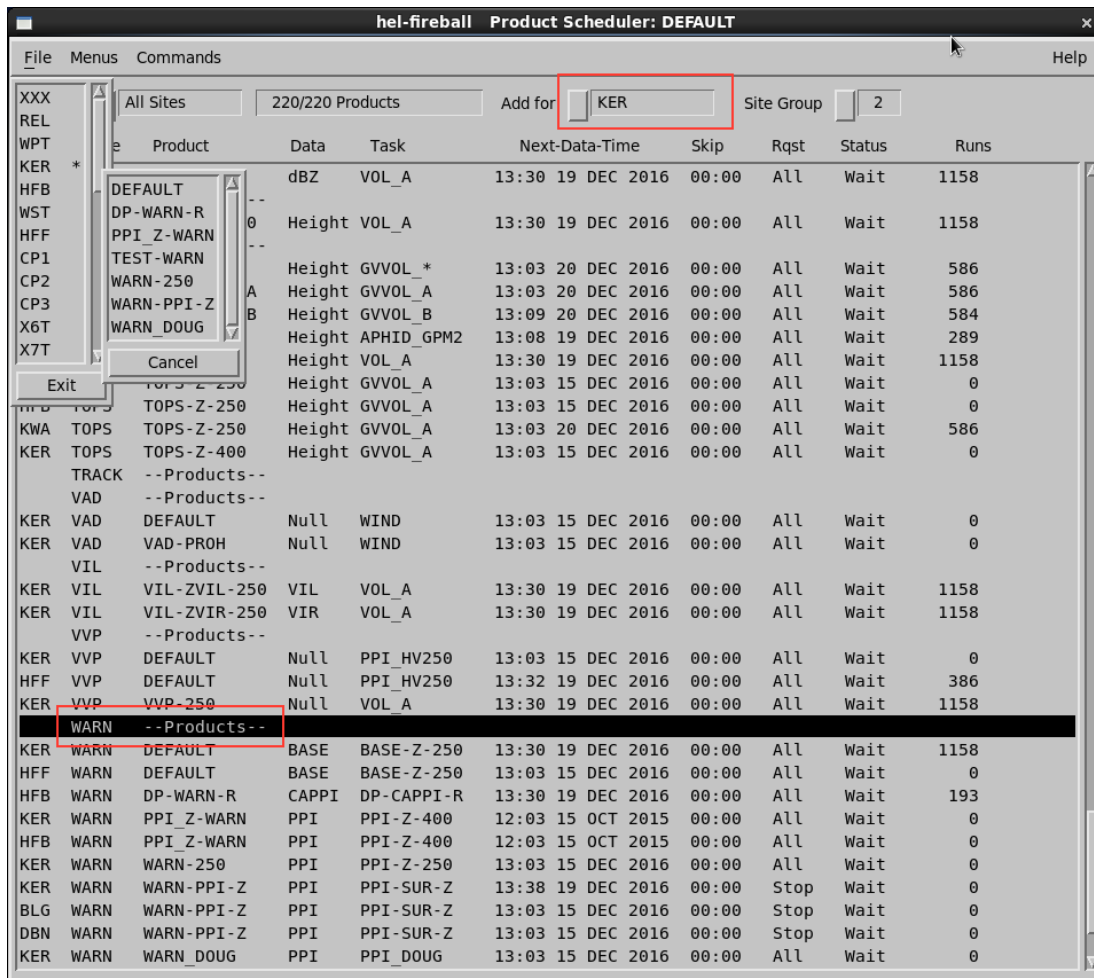 hel-fireball Product Scheduler: DEFAULT ×
File Menus Commands Help
All Sites 220/220 Products Add for KER Site Group 2
e Product Data Task Next-Data-Time Skip Rqst Status Runs
XXX
REL
WPT
KER *
HFB
WST
HFF
CP1
CP2
CP3
X6T
X7T
Exit
DEFAULT
DP-WARN-R
PPI_Z-WARN
TEST-WARN
WARN-250
WARN-PPI-Z
WARN_DOUG
Cancel
dBZ VOL_A 13:30 19 DEC 2016 00:00 All Wait 1158
--
0 Height VOL_A 13:30 19 DEC 2016 00:00 All Wait 1158
--
Height GVVOL_* 13:03 20 DEC 2016 00:00 All Wait 586
A Height GVVOL_A 13:03 20 DEC 2016 00:00 All Wait 586
B Height GVVOL_B 13:09 20 DEC 2016 00:00 All Wait 584
Height APHID_GPM2 13:08 19 DEC 2016 00:00 All Wait 289
Height VOL_A 13:30 19 DEC 2016 00:00 All Wait 1158
TOPS-Z-250 Height GVVOL_A 13:03 15 DEC 2016 00:00 All Wait 0
HFB TOPS TOPS-Z-250 Height GVVOL_A 13:03 15 DEC 2016 00:00 All Wait 0
KWA TOPS TOPS-Z-250 Height GVVOL_A 13:03 20 DEC 2016 00:00 All Wait 586
KER TOPS TOPS-Z-400 Height GVVOL_A 13:03 15 DEC 2016 00:00 All Wait 0
TRACK --Products--
VAD --Products--
KER VAD DEFAULT Null WIND 13:03 15 DEC 2016 00:00 All Wait 0
KER VAD VAD-PROH Null WIND 13:03 15 DEC 2016 00:00 All Wait 0
VIL --Products--
KER VIL VIL-ZVIL-250 VIL VOL_A 13:30 19 DEC 2016 00:00 All Wait 1158
KER VIL VIL-ZVIR-250 VIR VOL_A 13:30 19 DEC 2016 00:00 All Wait 1158
VVP --Products--
KER VVP DEFAULT Null PPI_HV250 13:03 15 DEC 2016 00:00 All Wait 0
HFF VVP DEFAULT Null PPI_HV250 13:32 19 DEC 2016 00:00 All Wait 386
KER VVP VVP-250 Null VOL_A 13:30 19 DEC 2016 00:00 All Wait 1158
WARN --Products--
KER WARN DEFAULT BASE BASE-Z-250 13:30 19 DEC 2016 00:00 All Wait 1158
HFF WARN DEFAULT BASE BASE-Z-250 13:03 15 DEC 2016 00:00 All Wait 0
HFB WARN DP-WARN-R CAPPI DP-CAPPI-R 13:30 19 DEC 2016 00:00 All Wait 193
KER WARN PPI_Z-WARN PPI PPI-Z-400 12:03 15 OCT 2015 00:00 All Wait 0
HFB WARN PPI_Z-WARN PPI PPI-Z-400 12:03 15 OCT 2015 00:00 All Wait 0
KER WARN WARN-250 PPI PPI-Z-250 13:03 15 DEC 2016 00:00 All Wait 0
KER WARN WARN-PPI-Z PPI PPI-SUR-Z 13:38 19 DEC 2016 00:00 Stop Wait 0
BLG WARN WARN-PPI-Z PPI PPI-SUR-Z 13:03 15 DEC 2016 00:00 Stop Wait 0
DBN WARN WARN-PPI-Z PPI PPI-SUR-Z 13:03 15 DEC 2016 00:00 Stop Wait 0
KER WARN WARN_DOUG PPI PPI_DOUG 13:03 15 DEC 2016 00:00 All Wait 0